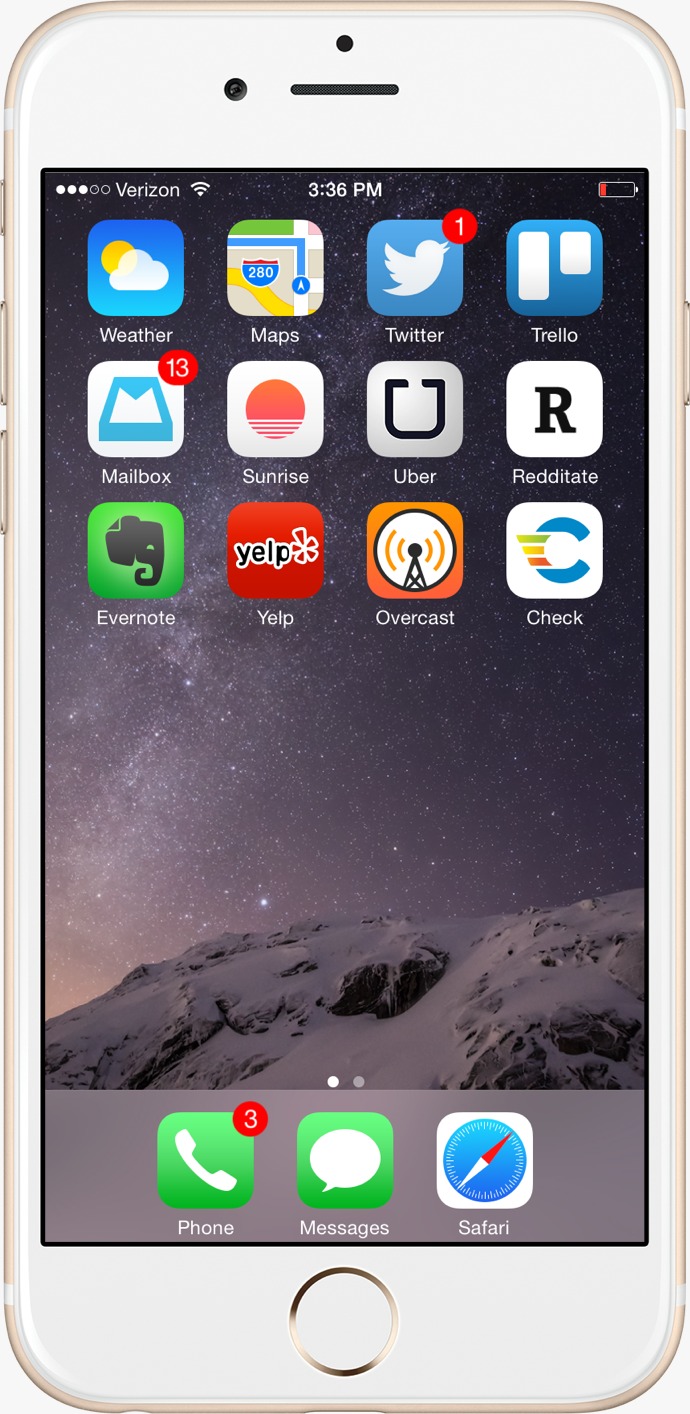 Verizon 3:36 PM
1
280
Weather Maps Twitter Trello
13
R
Mailbox Sunrise Uber Redditate
yelp
Evernote Yelp Overcast Check
3
Phone Messages Safari